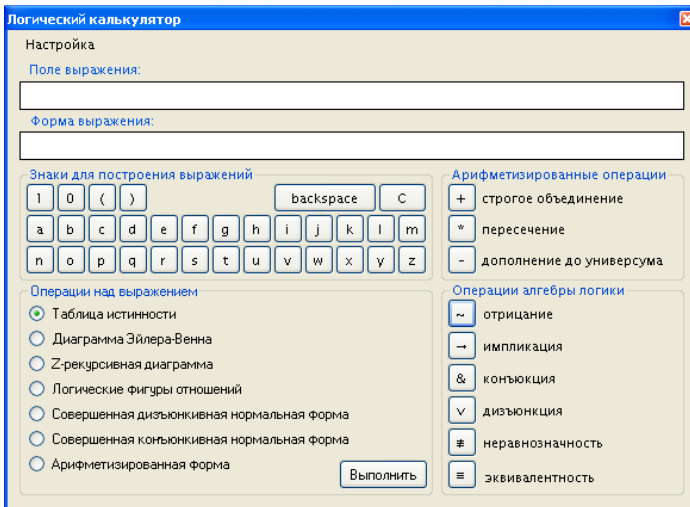 Логический калькулятор
Настройка
Поле выражения:
Форма выражения:
Знаки для построения выражений
1 0 ( ) backspace C
a b c d e f g h i j k l m
n o p q r s t u v w x y z
Арифметизированные операции
+ строгое объединение
* пересечение
- дополнение до универсума
Операции над выражением
Таблица истинности
Диаграмма Эйлера-Венна
Z-рекурсивная диаграмма
Логические фигуры отношений
Совершенная дизъюнкивная нормальная форма
Совершенная конъюнкивная нормальная форма
Арифметизированная форма
Выполнить
Операции алгебры логики
~ отрицание
→ импликация
& конъюкция
∨ дизъюнкция
≢ неравнозначность
≡ эквивалентность